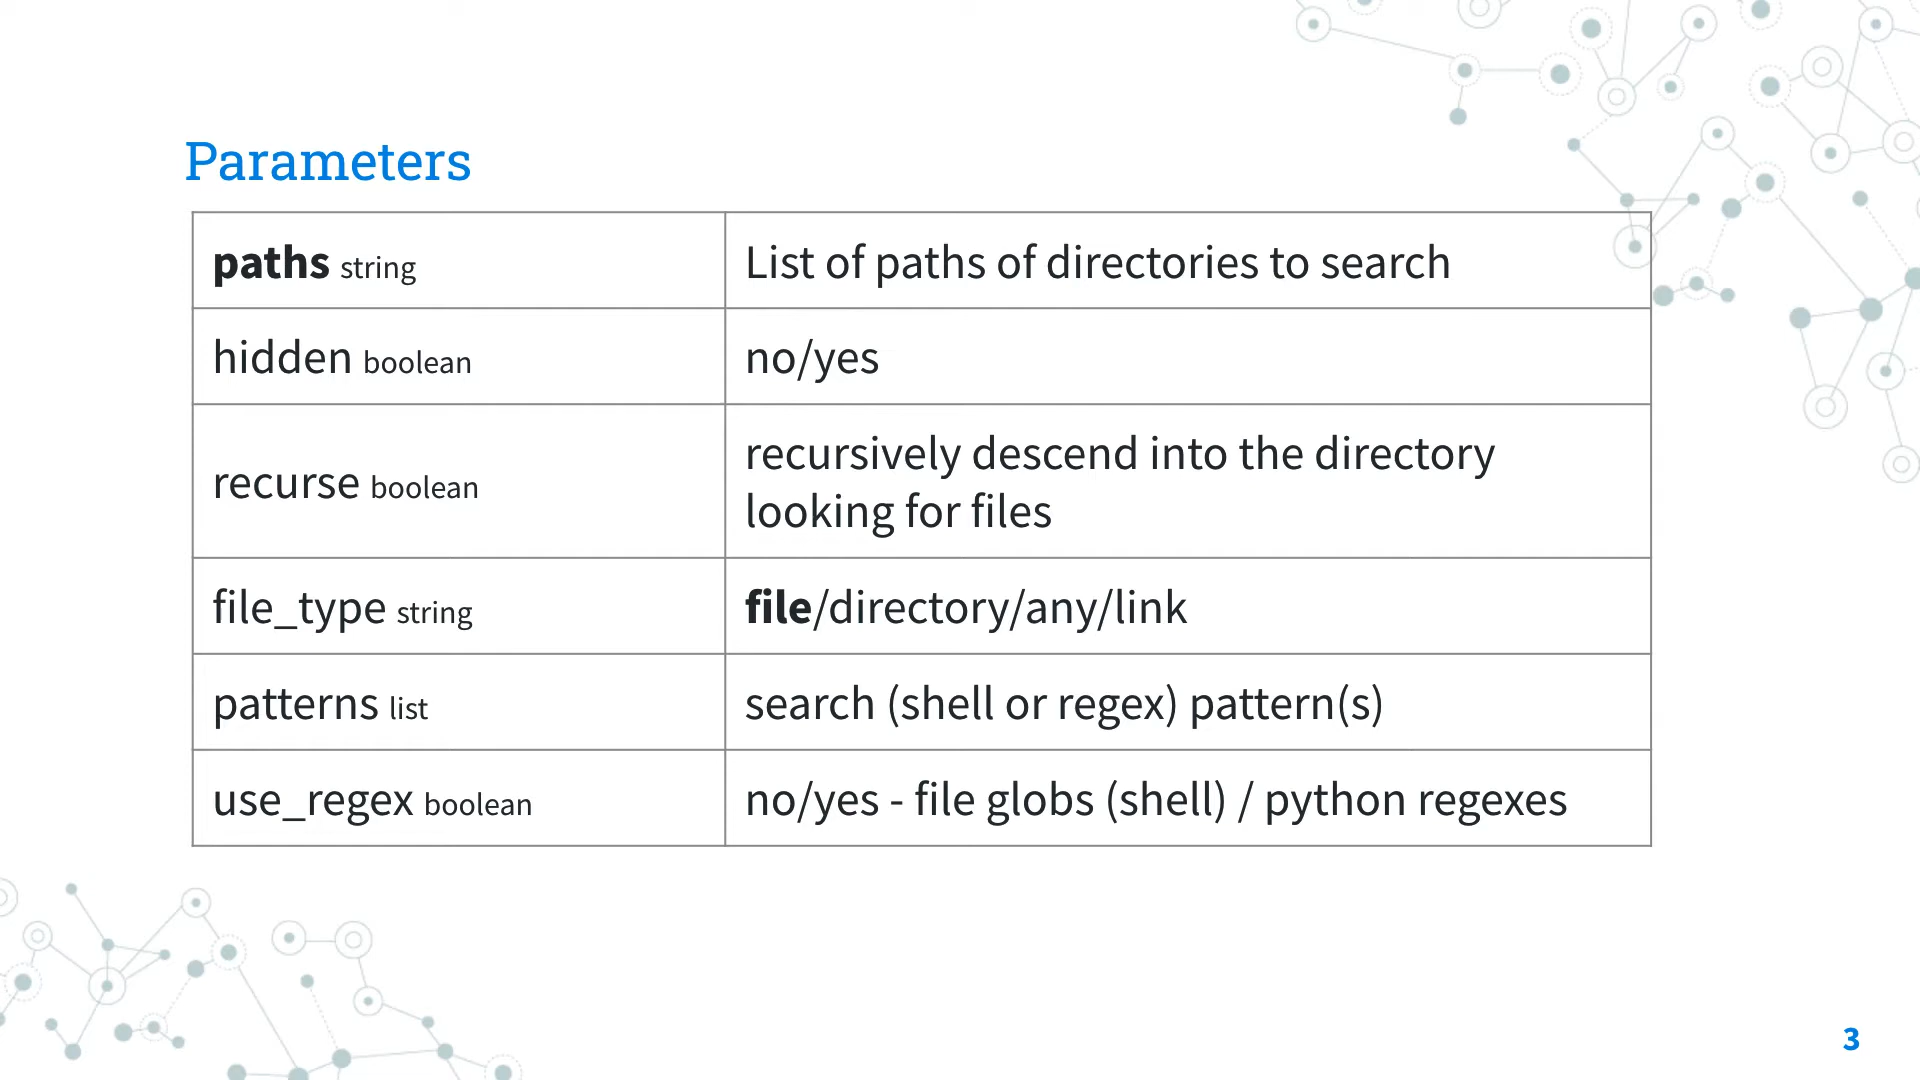 Parameters
paths string
List of paths of directories to search
hidden boolean
no/yes
recurse boolean
recursively descend into the directory
looking for files
file_type string
file/directory/any/link
patterns list
search (shell or regex) pattern(s)
use_regex boolean
no/yes - file globs (shell) / python regexes
3